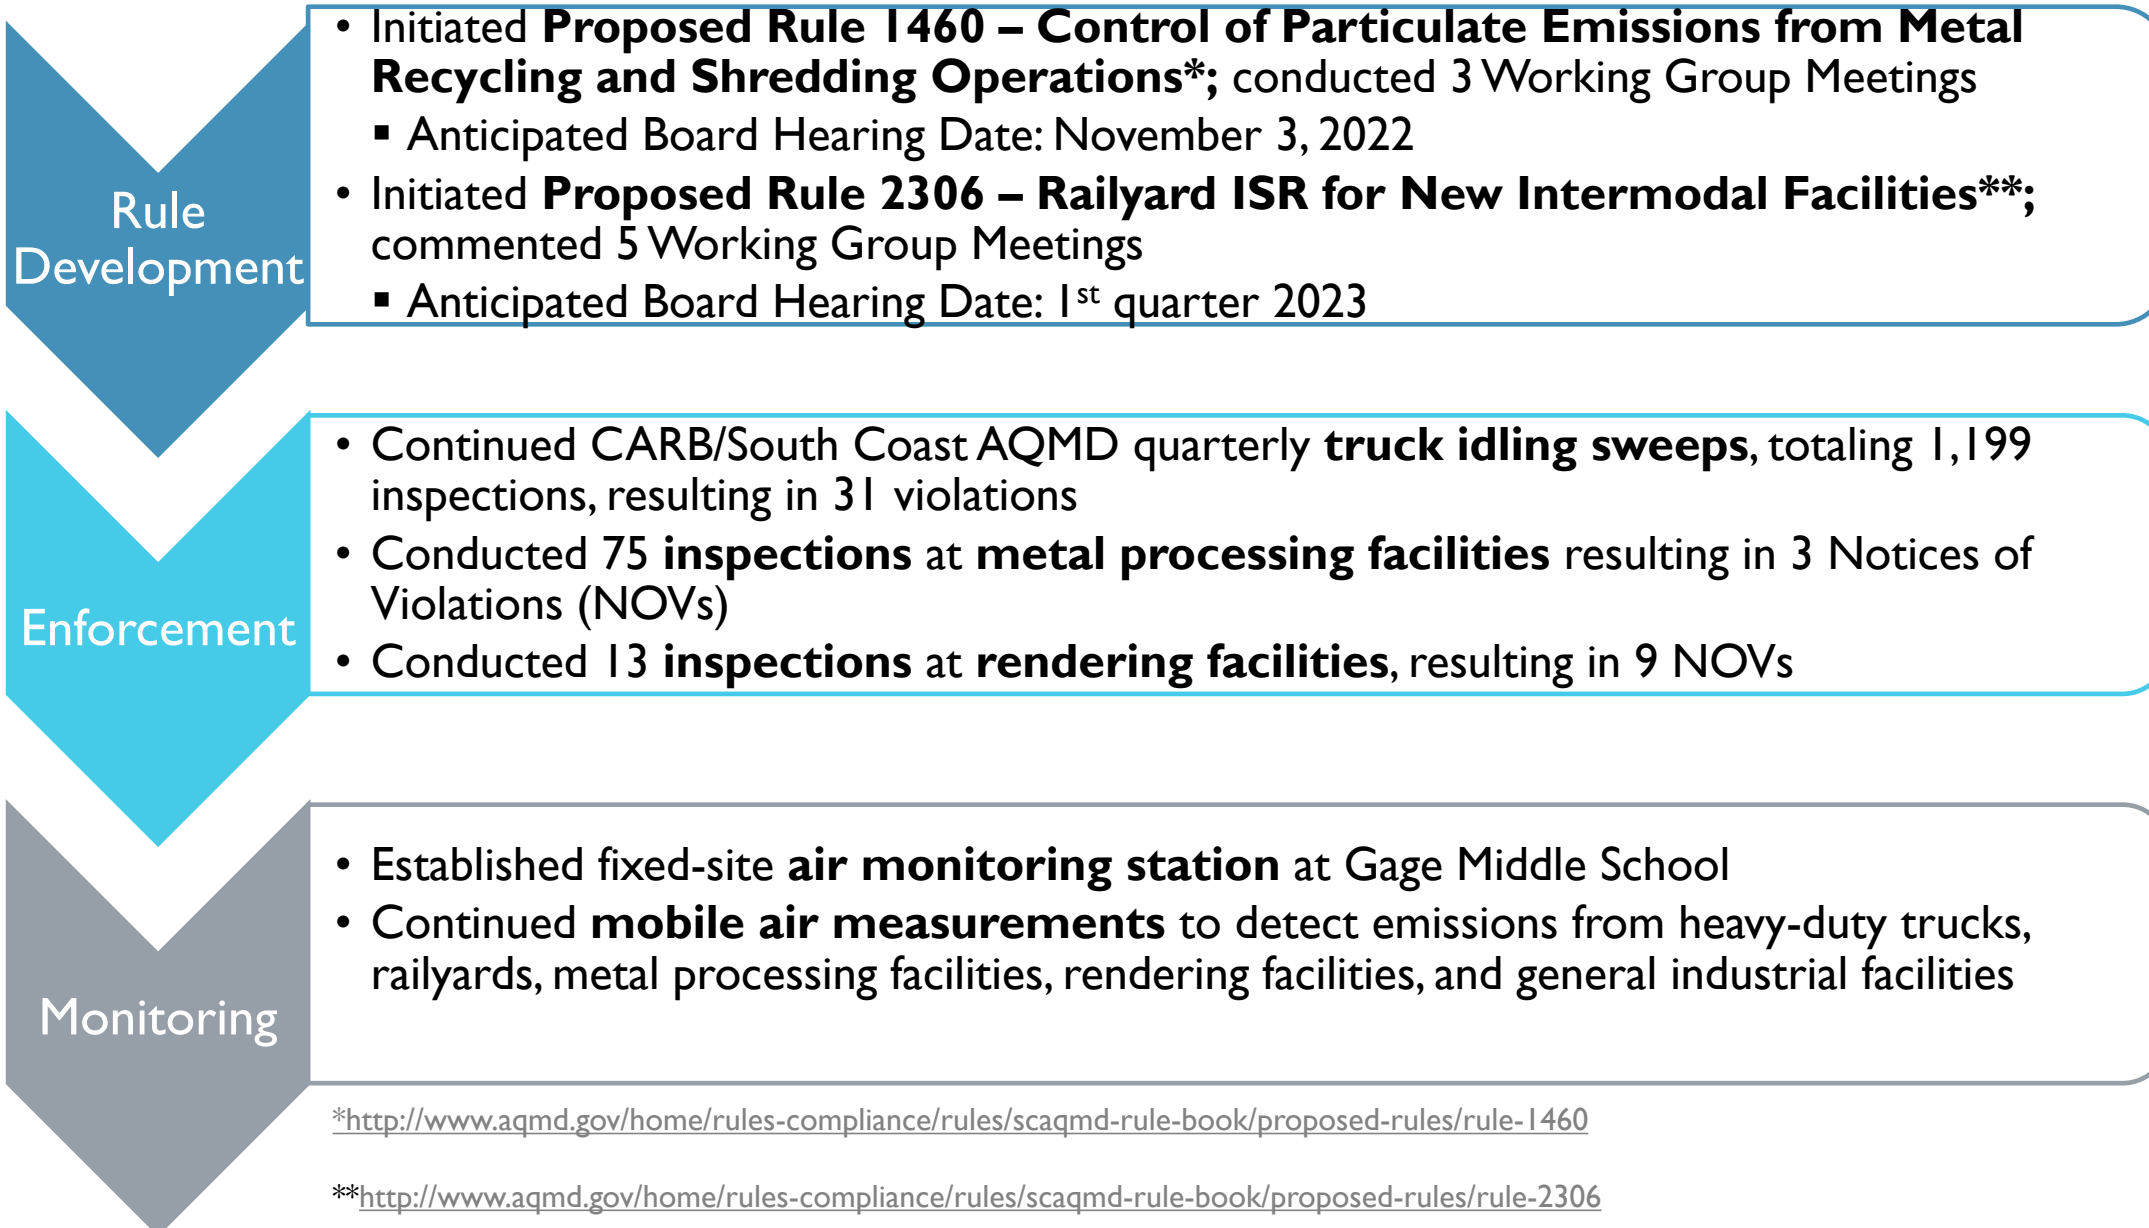 Rule
Development
• Initiated Proposed Rule 1460 – Control of Particulate Emissions from Metal
Recycling and Shredding Operations*; conducted 3 Working Group Meetings
▪ Anticipated Board Hearing Date: November 3, 2022
• Initiated Proposed Rule 2306 – Railyard ISR for New Intermodal Facilities**;
commented 5 Working Group Meetings
▪ Anticipated Board Hearing Date: 1st quarter 2023
Enforcement
• Continued CARB/South Coast AQMD quarterly truck idling sweeps, totaling 1,199
inspections, resulting in 31 violations
• Conducted 75 inspections at metal processing facilities resulting in 3 Notices of
Violations (NOVs)
• Conducted 13 inspections at rendering facilities, resulting in 9 NOVs
Monitoring
• Established fixed-site air monitoring station at Gage Middle School
• Continued mobile air measurements to detect emissions from heavy-duty trucks,
railyards, metal processing facilities, rendering facilities, and general industrial facilities
*http://www.aqmd.gov/home/rules-compliance/rules/scaqmd-rule-book/proposed-rules/rule-1460
**http://www.aqmd.gov/home/rules-compliance/rules/scaqmd-rule-book/proposed-rules/rule-2306